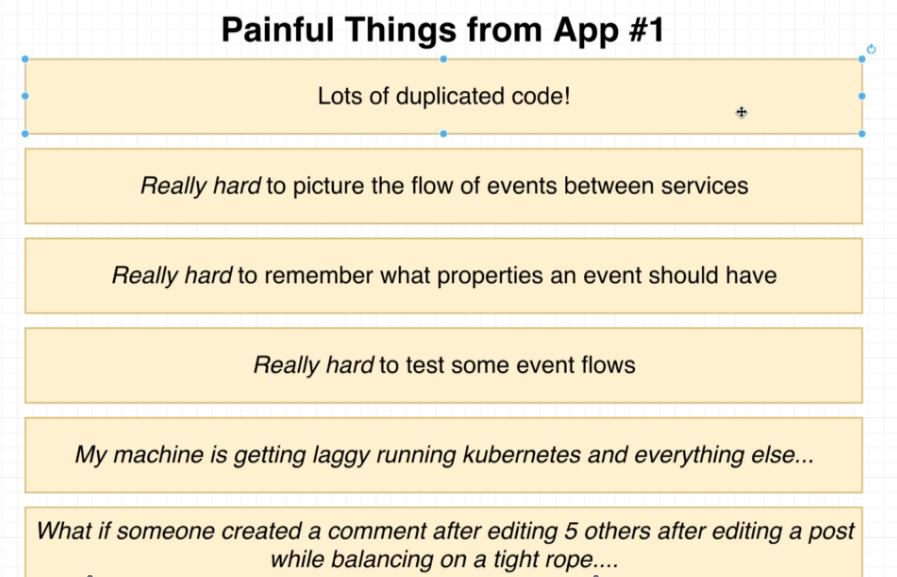 Painful Things from App #1
Lots of duplicated code!
Really hard to picture the flow of events between services
Really hard to remember what properties an event should have
Really hard to test some event flows
My machine is getting laggy running kubernetes and everything else...
What if someone created a comment after editing 5 others after editing a post
while balancing on a tight rope....